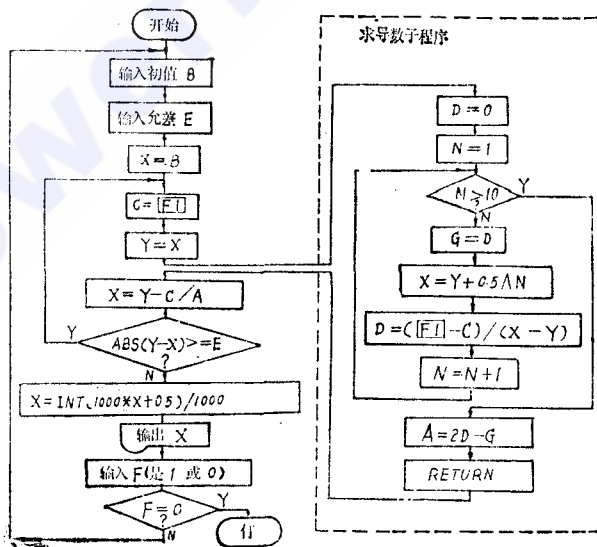 开始
输入初值 B
输入允差 E
X=B
C=[F1]
Y=X
X=Y-C/A
Y
ABS(Y-X)>=E
?
N
X=INT(1000*X+0.5)/1000
输出 X
输入F(是 1 或 0)
F=0
?
Y
N
行
求导数子程序
D=0
N=1
N≥10
?
Y
N
G=D
X=Y+0.5∧N
D=([F1]-C)/(X-Y)
N=N+1
A=2D-G
RETURN